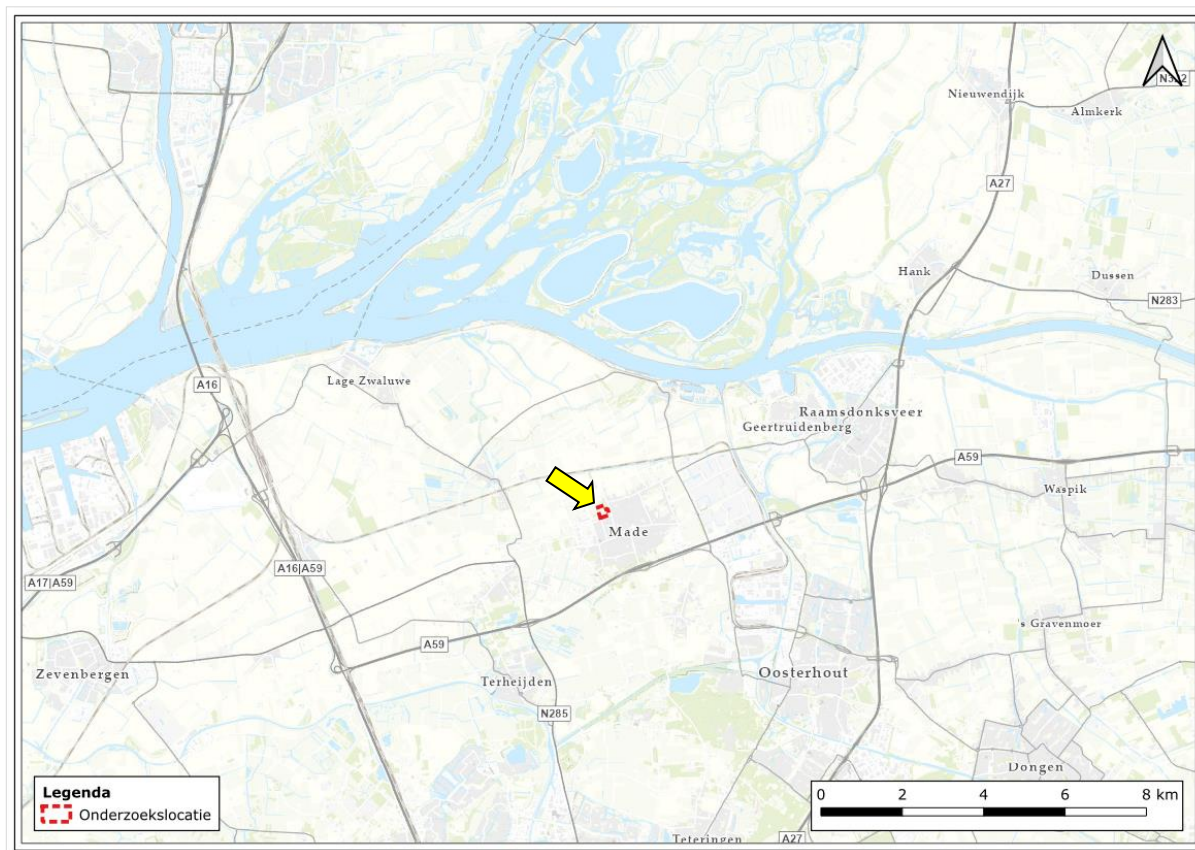 N322
Nieuwendijk
Almkerk
A27
Hank
Dussen
N283
A16
Lage Zwaluwe
Raamsdonksveer
Geertruidenberg
A59
Waspik
Made
A17|A59
A16|A59
's Gravenmoer
A59
Zevenbergen
Terheijden
Oosterhout
N285
Dongen
Legenda
Onderzoekslocatie
0 2 4 6 8 km
Teteringen
A27